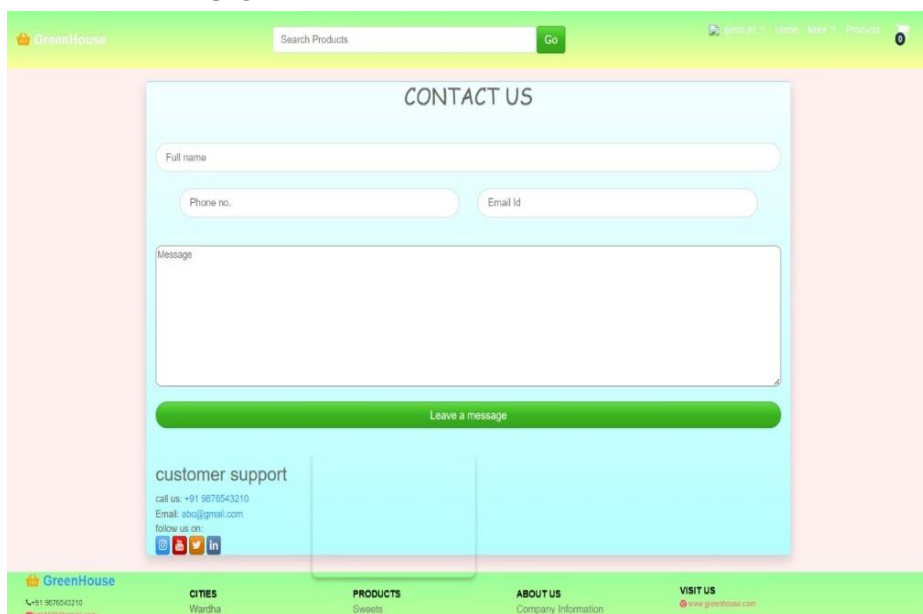 GreenHouse
Search Products
Go
Home More Products
0
CONTACT US
Full name
Phone no.
Email Id
Message
Leave a message
customer support
call us: +91 9876543210
Email: abc@gmail.com
follow us on:
in
GreenHouse
+91 9876543210
CITIES
Wardha
PRODUCTS
Sweets
ABOUT US
Company Information
VISIT US
www.greenhouse.com